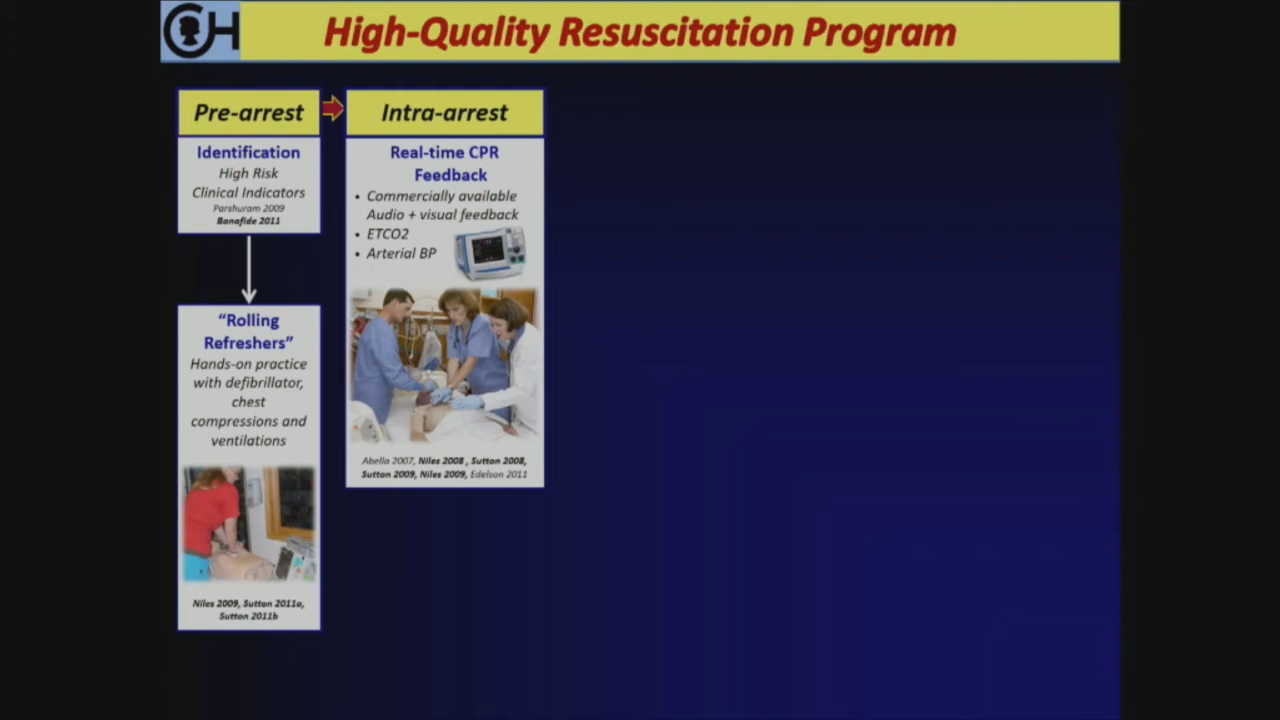 CH
High-Quality Resuscitation Program
Pre-arrest
Identification
High Risk
Clinical Indicators
Parshuram 2009
Bonafide 2011
"Rolling
Refreshers"
Hands-on practice
with defibrillator,
chest
compressions and
ventilations
Niles 2009, Sutton 2011a,
Sutton 2011b
Intra-arrest
Real-time CPR
Feedback
• Commercially available
Audio + visual feedback
• ETCO2
• Arterial BP
Abella 2007, Niles 2008 , Sutton 2008,
Sutton 2009, Niles 2009, Edelson 2011